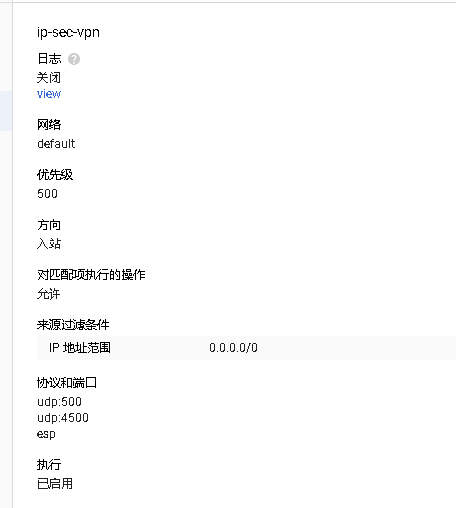 ip-sec-vpn
日志 ?
关闭
view
网络
default
优先级
500
方向
入站
对匹配项执行的操作
允许
来源过滤条件
IP 地址范围 0.0.0.0/0
协议和端口
udp:500
udp:4500
esp
执行
已启用